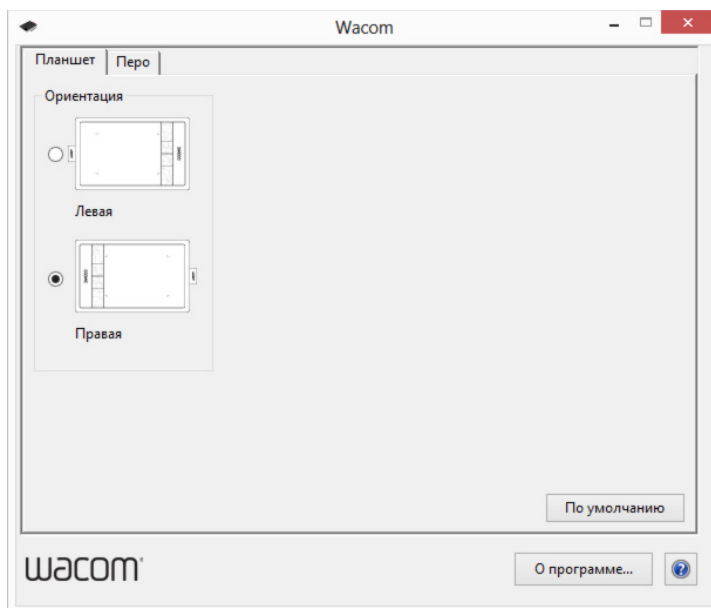 Wacom
Планшет Перо
Ориентация
Левая
Правая
По умолчанию
wacom
О программе... ?